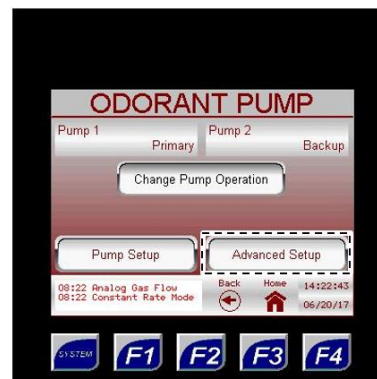 ODORANT PUMP
Pump 1
Primary
Pump 2
Backup
Change Pump Operation
Pump Setup
Advanced Setup
08:22 Analog Gas Flow
08:22 Constant Rate Mode
Back
Home
14:22:43
06/20/17
SYSTEM
F1
F2
F3
F4